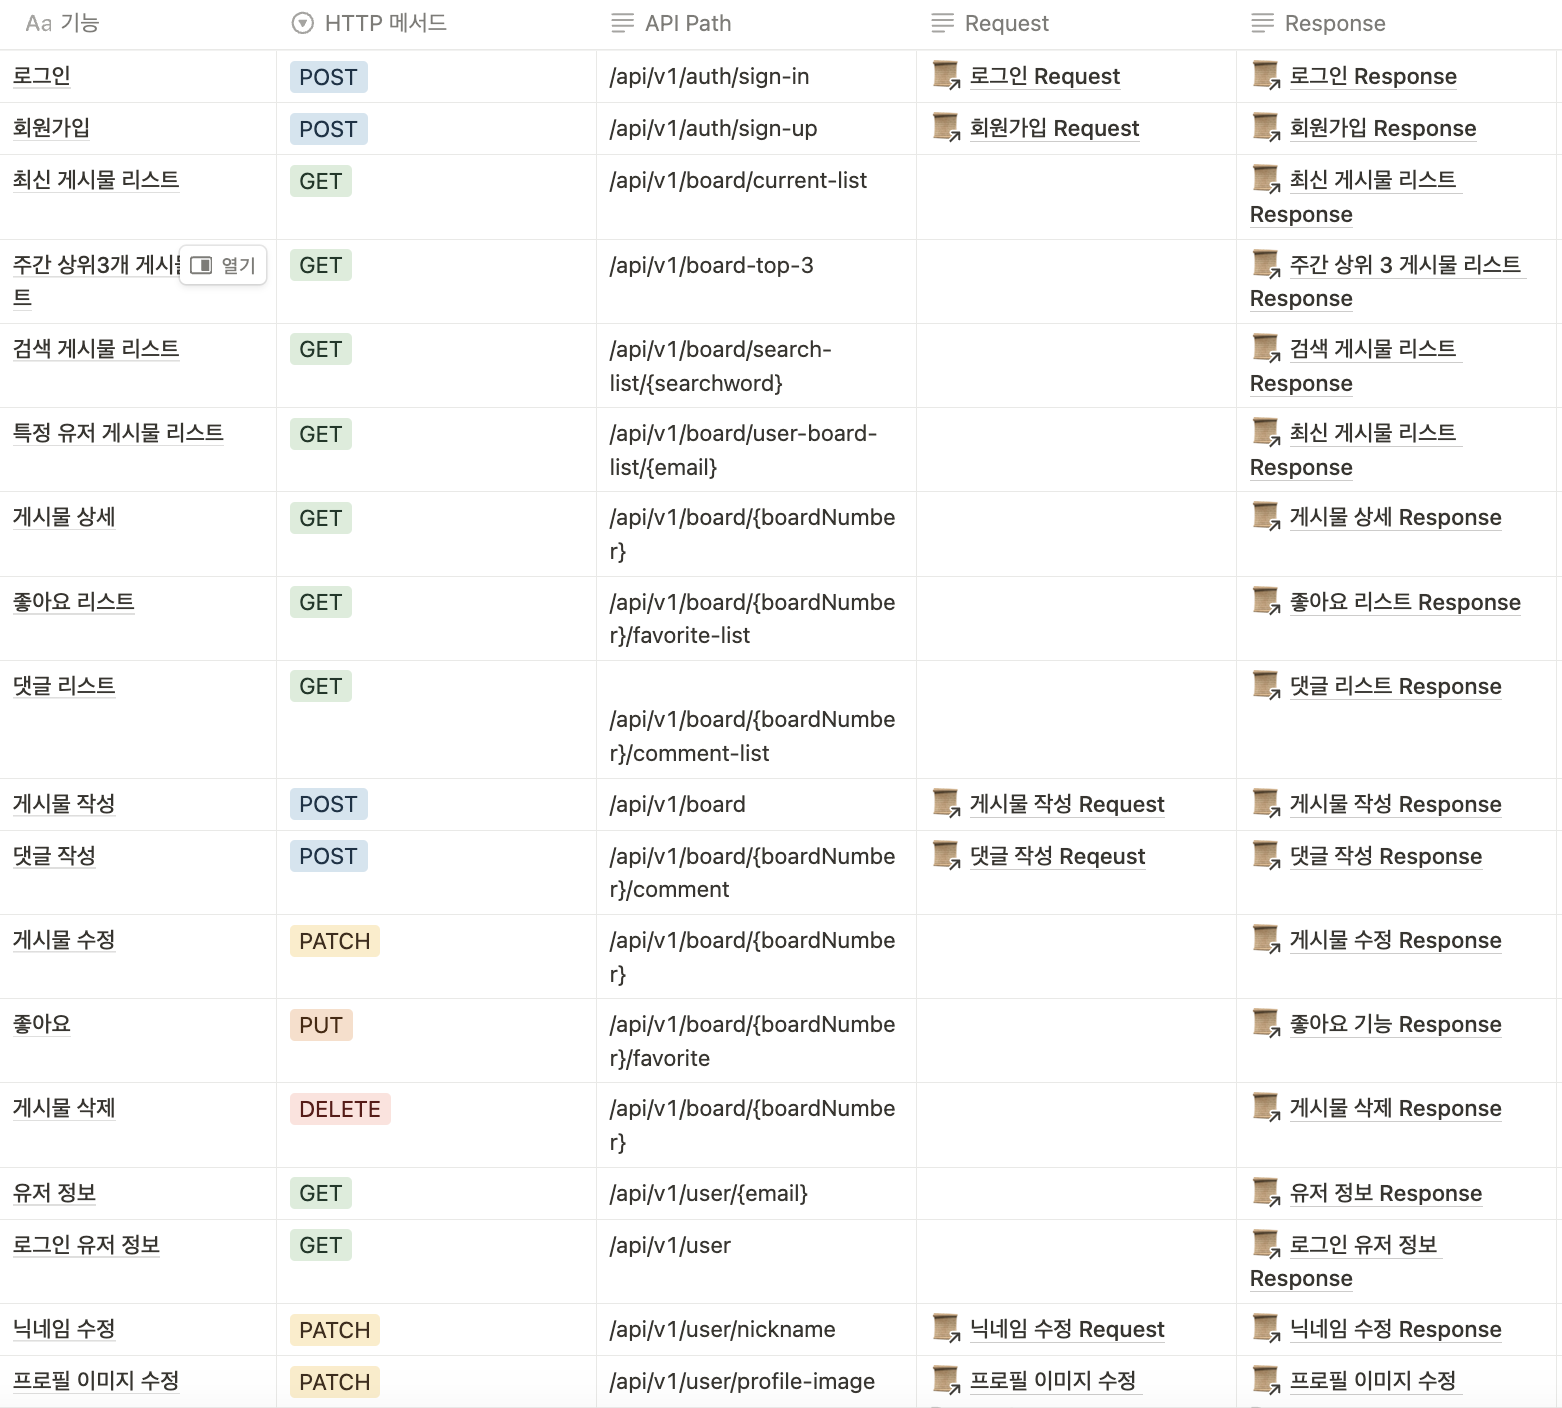 Aa 기능 HTTP 메서드 API Path Request Response
로그인 POST /api/v1/auth/sign-in 로그인 Request 로그인 Response
회원가입 POST /api/v1/auth/sign-up 회원가입 Request 회원가입 Response
최신 게시물 리스트 GET /api/v1/board/current-list 최신 게시물 리스트
Response
주간 상위3개 열기 GET /api/v1/board-top-3 주간 상위 3 게시물 리스트
트 Response
검색 게시물 리스트 GET /api/v1/board/search- 검색 게시물 리스트
list/{searchword} Response
특정 유저 게시물 리스트 GET /api/v1/board/user-board- 최신 게시물 리스트
list/{email} Response
게시물 상세 GET /api/v1/board/{boardNumbe 게시물 상세 Response
r}
좋아요 리스트 GET /api/v1/board/{boardNumbe 좋아요 리스트 Response
r}/favorite-list
댓글 리스트 GET 댓글 리스트 Response
/api/v1/board/{boardNumbe
r}/comment-list
게시물 작성 POST /api/v1/board 게시물 작성 Request 게시물 작성 Response
댓글 작성 POST /api/v1/board/{boardNumbe 댓글 작성 Reqeust 댓글 작성 Response
r}/comment
게시물 수정 PATCH /api/v1/board/{boardNumbe 게시물 수정 Response
r}
좋아요 PUT /api/v1/board/{boardNumbe 좋아요 기능 Response
r}/favorite
게시물 삭제 DELETE /api/v1/board/{boardNumbe 게시물 삭제 Response
r}
유저 정보 GET /api/v1/user/{email} 유저 정보 Response
로그인 유저 정보 GET /api/v1/user 로그인 유저 정보
Response
닉네임 수정 PATCH /api/v1/user/nickname 닉네임 수정 Request 닉네임 수정 Response
프로필 이미지 수정 PATCH /api/v1/user/profile-image 프로필 이미지 수정 프로필 이미지 수정